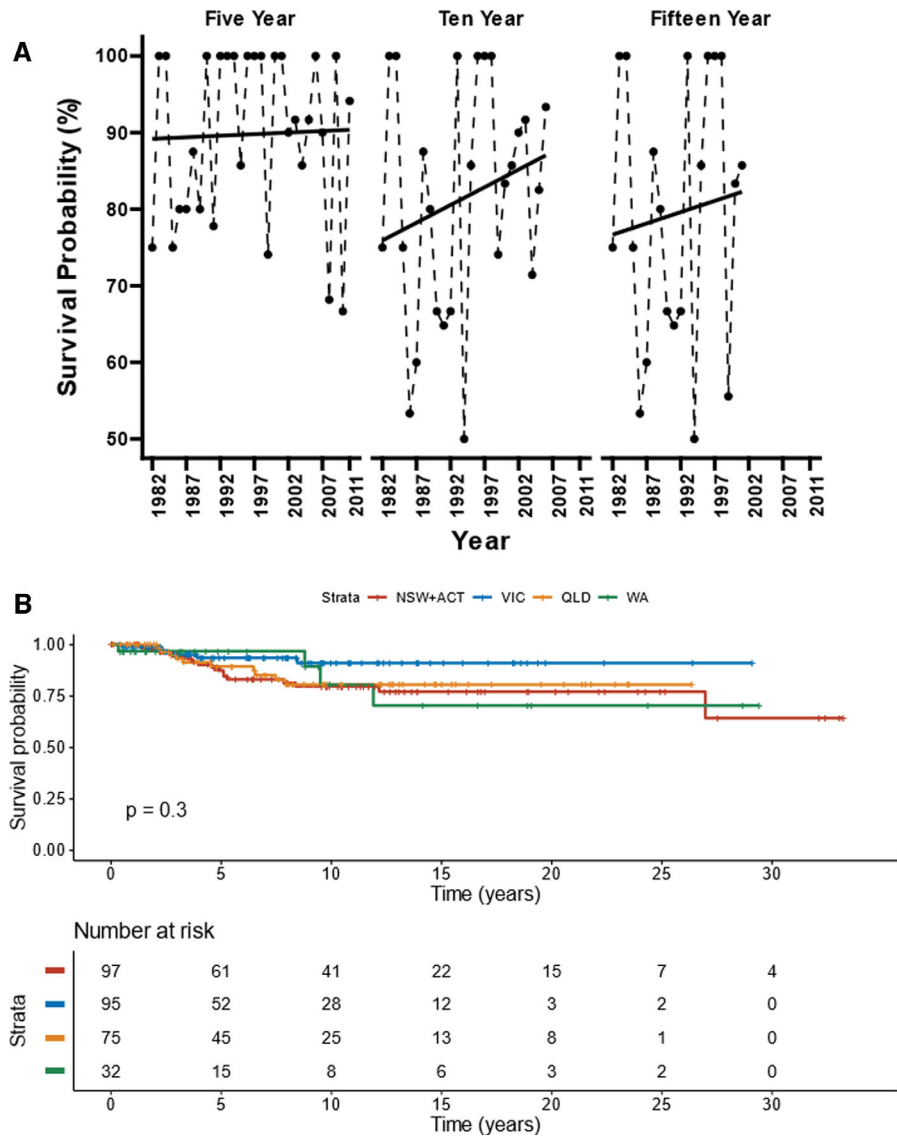 A
Five Year
Ten Year
Fifteen Year
Survival Probability (%)
100
90
80
70
60
50
1982
1987
1992
1997
2002
2007
2011
1982
1987
1992
1997
2002
2007
2011
1982
1987
1992
1997
2002
2007
2011
Year
B
Strata NSW+ACT VIC QLD WA
Survival probability
1.00
0.75
0.50
0.25
0.00
p = 0.3
0 5 10 15 20 25 30
Time (years)
Number at risk
Strata
97 61 41 22 15 7 4
95 52 28 12 3 2 0
75 45 25 13 8 1 0
32 15 8 6 3 2 0
0 5 10 15 20 25 30
Time (years)